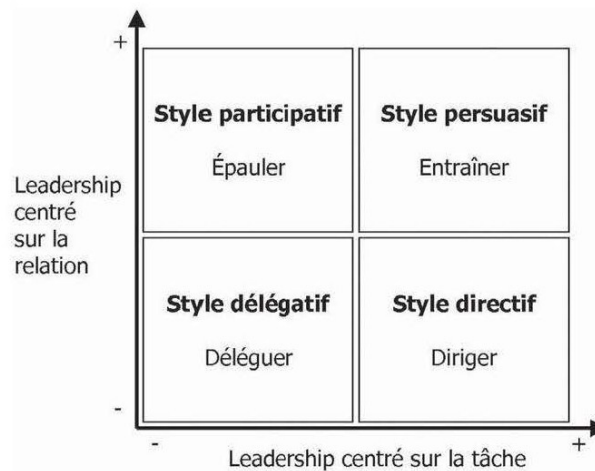 +
Style participatif
Épauler
Style persuasif
Entraîner
Leadership
centré
sur la
relation
Style délégatif
Déléguer
Style directif
Diriger
-
-
+
Leadership centré sur la tâche